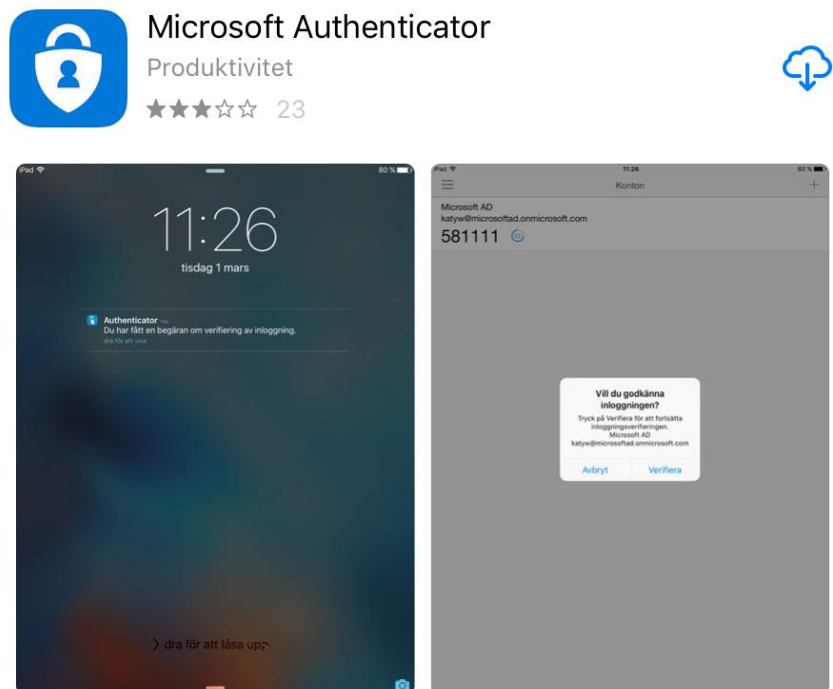 Microsoft Authenticator
Produktivitet
23
iPad 80 %
11:26
tisdag 1 mars
Authenticator
Du har fått en begäran om verifiering av inloggning.
dra för att visa
dra för att låsa upp
iPad 11:26 80 %
Konton
Microsoft AD
katyw@microsoftad.onmicrosoft.com
581111
Vill du godkänna
inloggningen?
Tryck på Verifiera för att fortsätta
inloggningsverifieringen.
Microsoft AD
katyw@microsoftad.onmicrosoft.com
Avbryt Verifiera